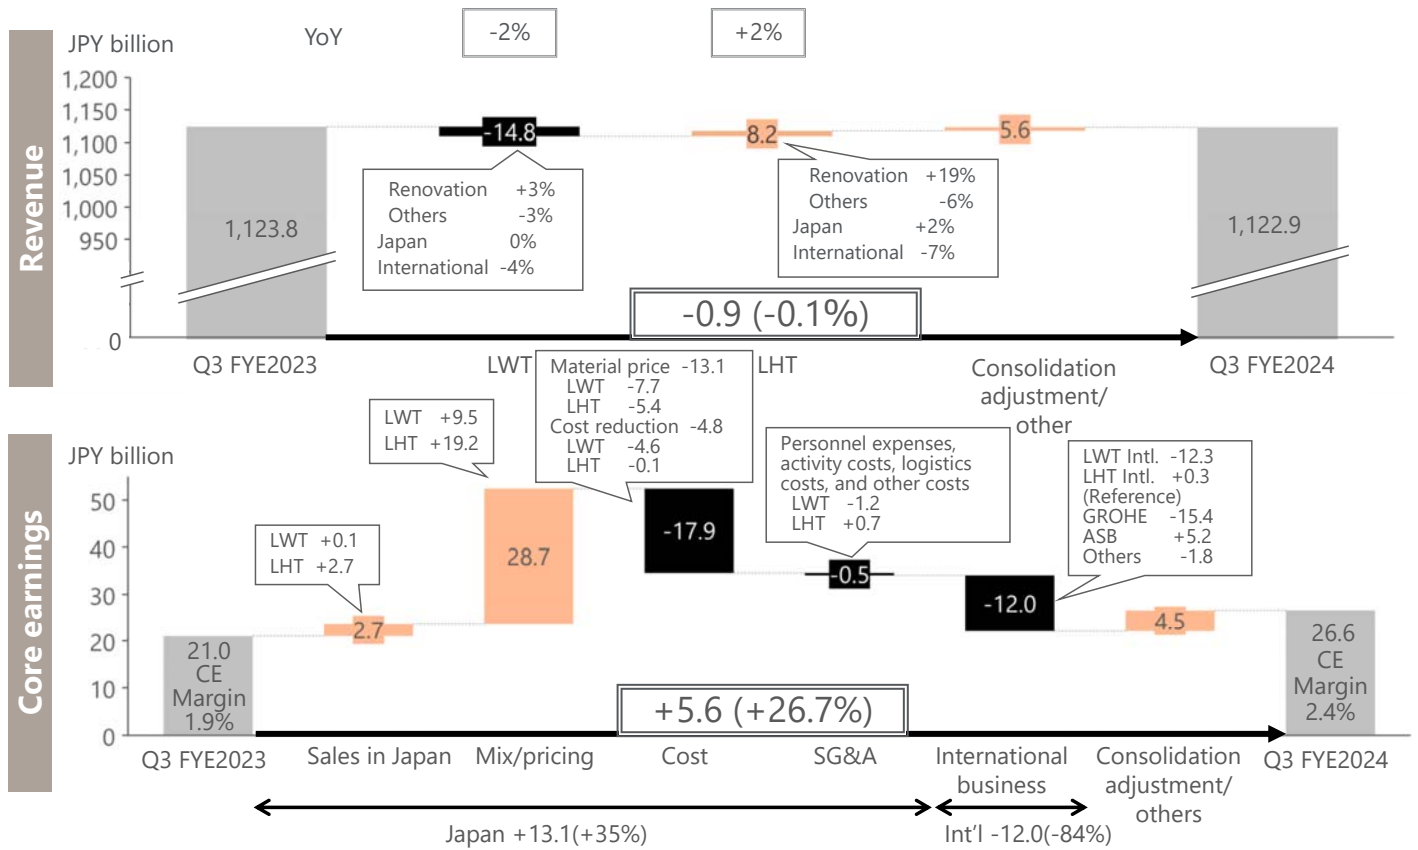 Revenue
JPY billion
YoY
-2%
+2%
1,200
1,150
1,100
1,050
1,000
950
0
1,123.8
-14.8
8.2
5.6
1,122.9
Renovation +3%
Others -3%
Japan 0%
International -4%
Renovation +19%
Others -6%
Japan +2%
International -7%
-0.9 (-0.1%)
Q3 FYE2023
LWT
LHT
Consolidation
adjustment/
other
Q3 FYE2024
Core earnings
JPY billion
50
40
30
20
10
0
21.0
CE
Margin
1.9%
LWT +0.1
LHT +2.7
2.7
LWT +9.5
LHT +19.2
28.7
Material price -13.1
LWT -7.7
LHT -5.4
Cost reduction -4.8
LWT -4.6
LHT -0.1
-17.9
Personnel expenses,
activity costs, logistics
costs, and other costs
LWT -1.2
LHT +0.7
-0.5
LWT Intl. -12.3
LHT Intl. +0.3
(Reference)
GROHE -15.4
ASB +5.2
Others -1.8
-12.0
4.5
26.6
CE
Margin
2.4%
+5.6 (+26.7%)
Q3 FYE2023
Sales in Japan
Mix/pricing
Cost
SG&A
International
business
Consolidation
adjustment/
others
Q3 FYE2024
Japan +13.1(+35%)
Int'l -12.0(-84%)